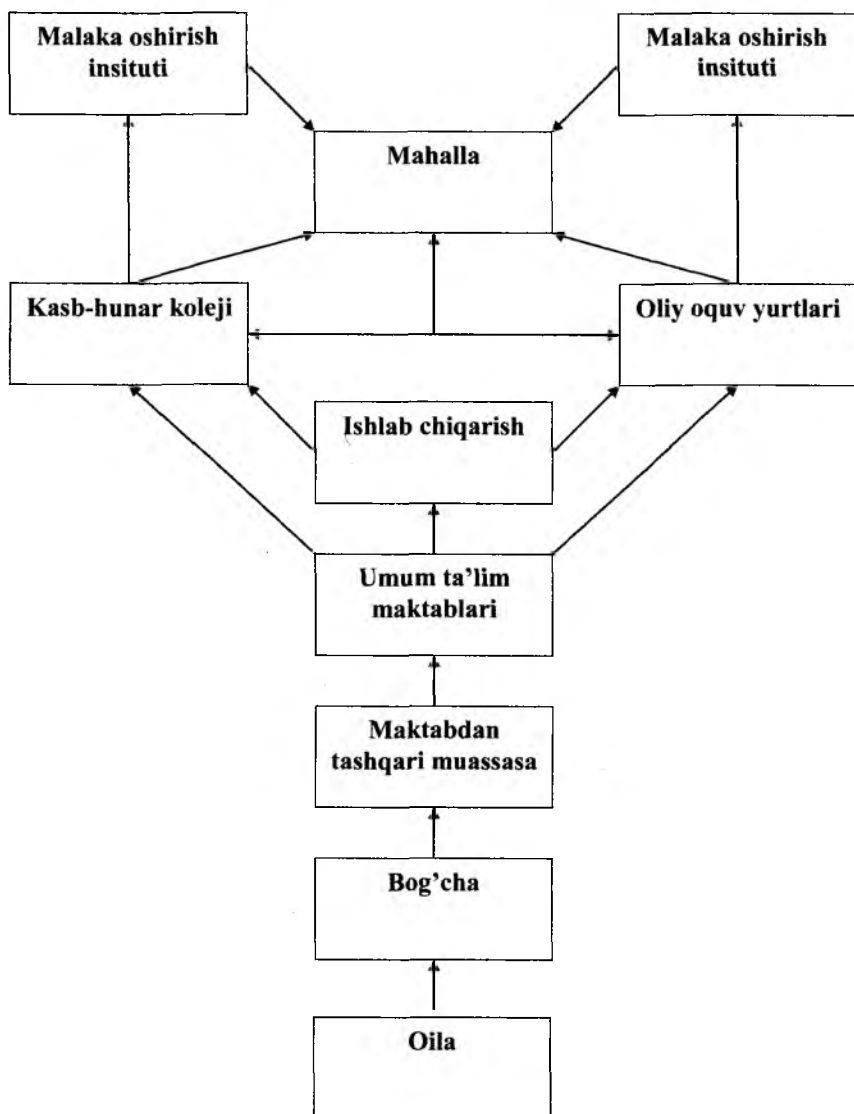 Malaka oshirish
insituti
Malaka oshirish
insituti
Mahalla
Kasb-hunar koleji
Oliy oquv yurtlari
Ishlab chiqarish
Umum ta’lim
maktablari
Maktabdan
tashqari muassasa
Bog’cha
Oila